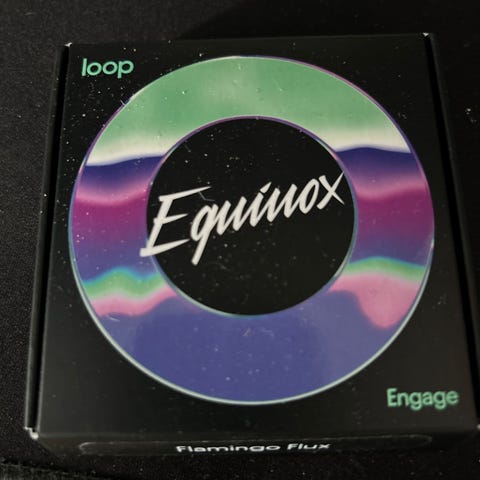 loop
Equinox
Engage
Flamingo Flux